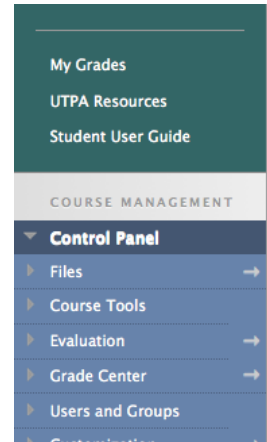 My Grades
UTPA Resources
Student User Guide
COURSE MANAGEMENT
Control Panel
Files
Course Tools
Evaluation
Grade Center
Users and Groups